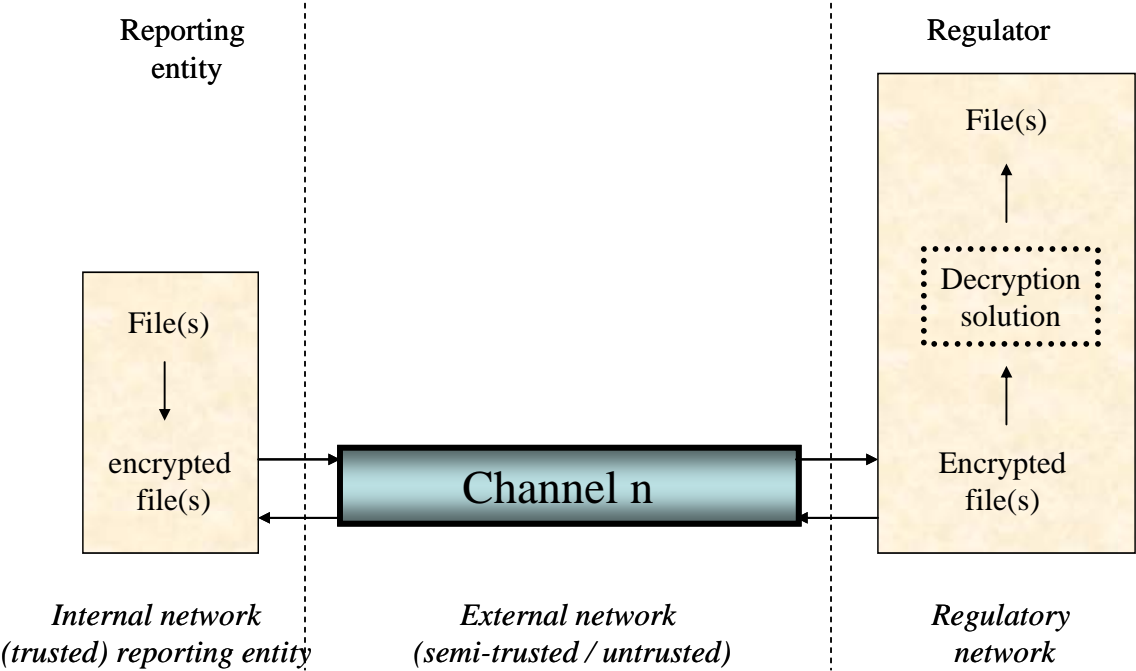 Reporting
entity
Regulator
File(s)
Decryption
solution
File(s)
encrypted
file(s)
Channel n
Encrypted
file(s)
Internal network
(trusted) reporting entity
External network
(semi-trusted / untrusted)
Regulatory
network